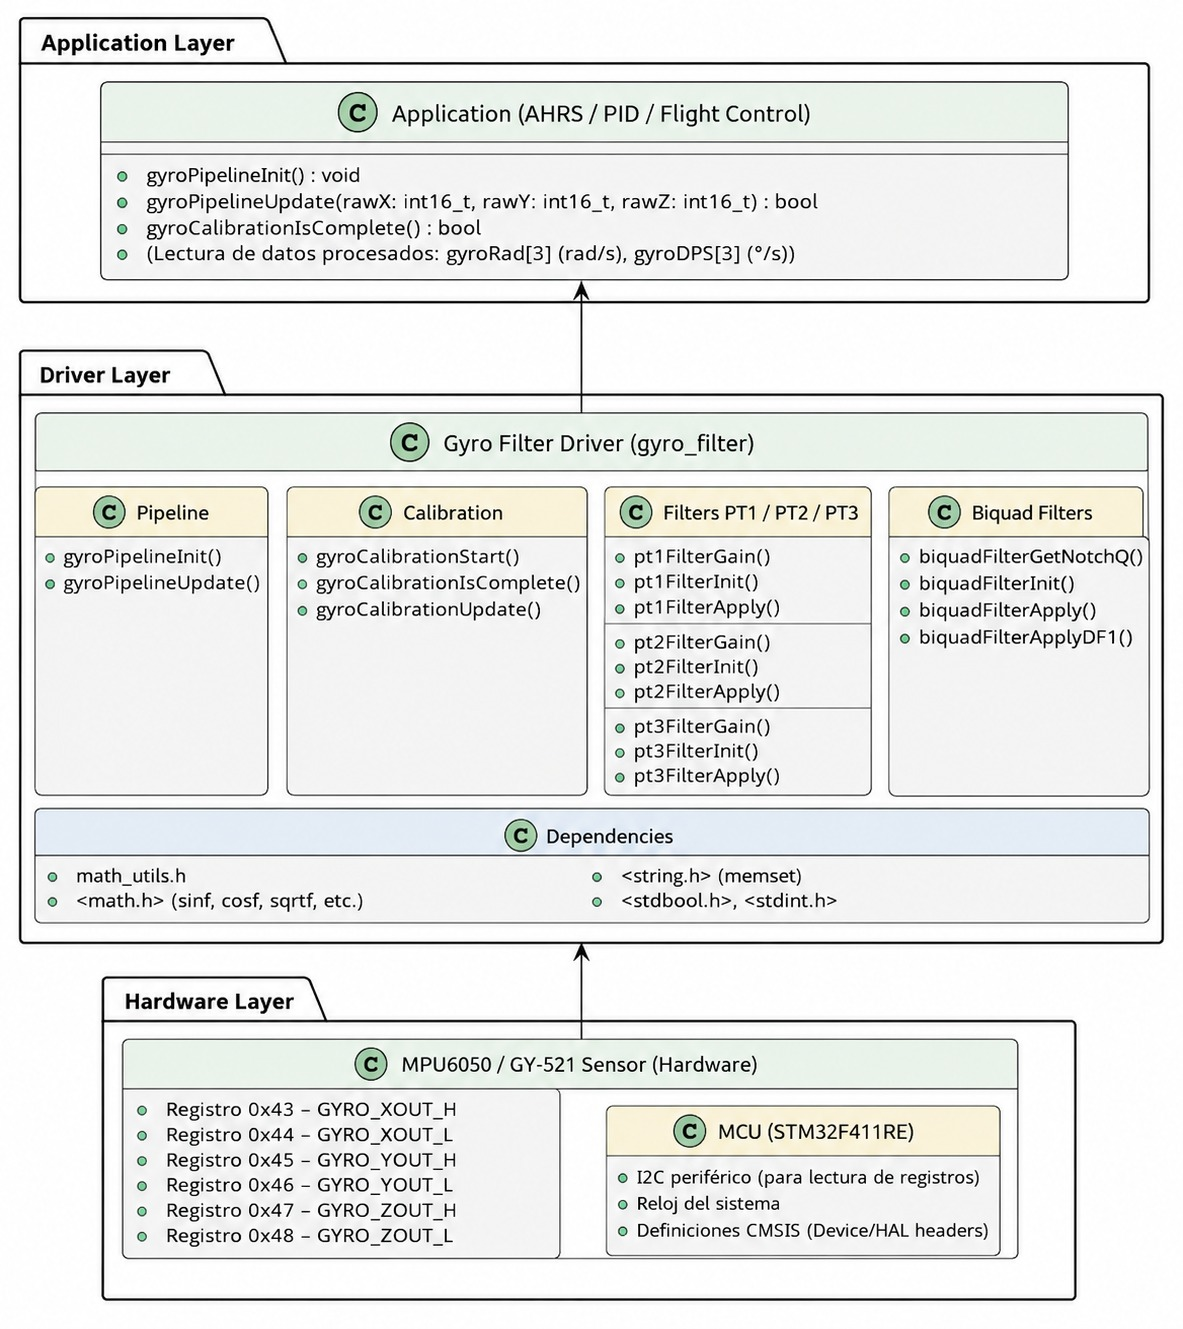 Application Layer
C Application (AHRS / PID / Flight Control)
gyroPipelineInit() : void
gyroPipelineUpdate(rawX: int16_t, rawY: int16_t, rawZ: int16_t) : bool
gyroCalibrationIsComplete() : bool
(Lectura de datos procesados: gyroRad[3] (rad/s), gyroDPS[3] (°/s))
Driver Layer
C Gyro Filter Driver (gyro_filter)
C Pipeline
gyroPipelineInit()
gyroPipelineUpdate()
C Calibration
gyroCalibrationStart()
gyroCalibrationIsComplete()
gyroCalibrationUpdate()
C Filters PT1 / PT2 / PT3
pt1FilterGain()
pt1FilterInit()
pt1FilterApply()
pt2FilterGain()
pt2FilterInit()
pt2FilterApply()
pt3FilterGain()
pt3FilterInit()
pt3FilterApply()
C Biquad Filters
biquadFilterGetNotchQ()
biquadFilterInit()
biquadFilterApply()
biquadFilterApplyDF1()
C Dependencies
math_utils.h
<math.h> (sinf, cosf, sqrtf, etc.)
<string.h> (memset)
<stdbool.h>, <stdint.h>
Hardware Layer
C MPU6050 / GY-521 Sensor (Hardware)
Registro 0x43 – GYRO_XOUT_H
Registro 0x44 – GYRO_XOUT_L
Registro 0x45 – GYRO_YOUT_H
Registro 0x46 – GYRO_YOUT_L
Registro 0x47 – GYRO_ZOUT_H
Registro 0x48 – GYRO_ZOUT_L
C MCU (STM32F411RE)
I2C periférico (para lectura de registros)
Reloj del sistema
Definiciones CMSIS (Device/HAL headers)